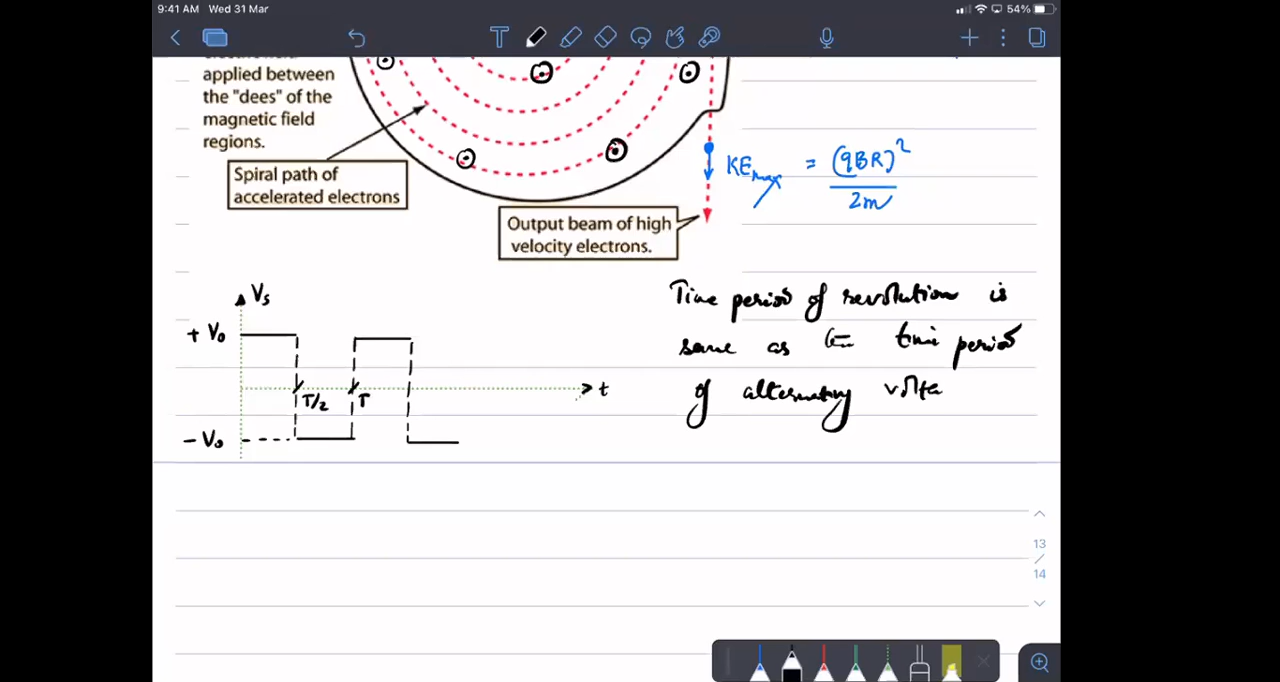 9:41 AM Wed 31 Mar
54%
applied between
the "dees" of the
magnetic field
regions.
Spiral path of
accelerated electrons
Output beam of high
velocity electrons.
KEmax = (qBR)²
2m
Vs
+ V₀
T/2
T
t
- V₀
Time period of revolution is
same as the time period
of alternating volta
13
/
14